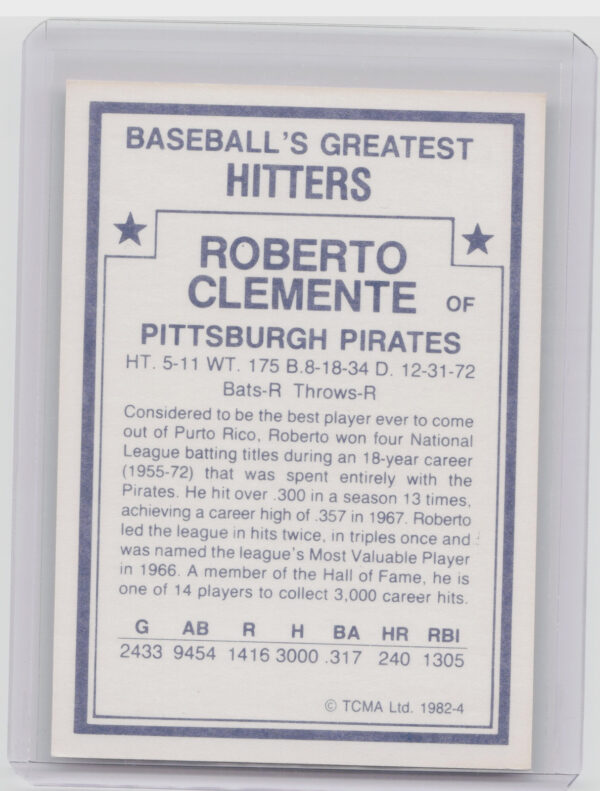 BASEBALL'S GREATEST
HITTERS
ROBERTO
CLEMENTE OF
PITTSBURGH PIRATES
HT. 5-11 WT. 175 B.8-18-34 D. 12-31-72
Bats-R Throws-R
Considered to be the best player ever to come
out of Purto Rico, Roberto won four National
League batting titles during an 18-year career
(1955-72) that was spent entirely with the
Pirates. He hit over .300 in a season 13 times,
achieving a career high of .357 in 1967. Roberto
led the league in hits twice, in triples once and
was named the league's Most Valuable Player
in 1966. A member of the Hall of Fame, he is
one of 14 players to collect 3,000 career hits.
G AB R H BA HR RBI
2433 9454 1416 3000 .317 240 1305
© TCMA Ltd. 1982-4